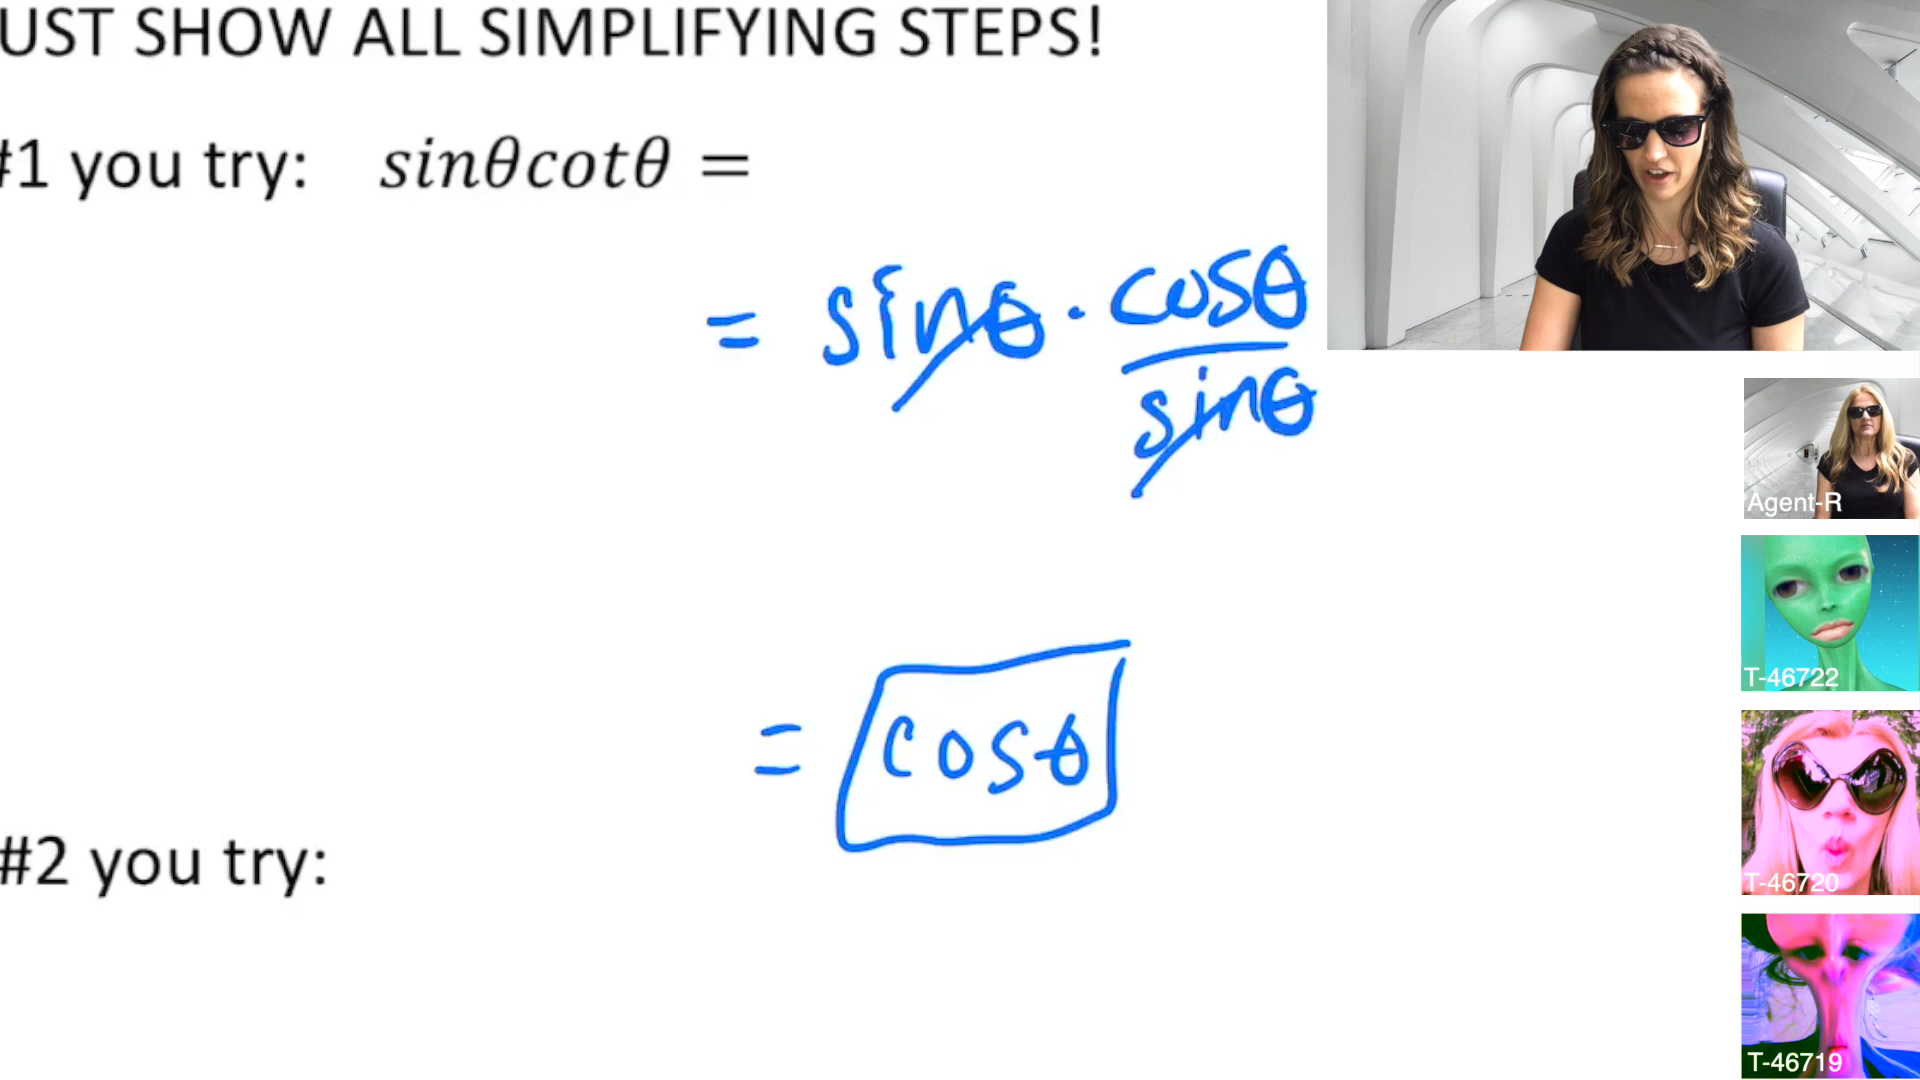 UST SHOW ALL SIMPLIFYING STEPS!
#1 you try: sinθcotθ =
= sinθ · cosθ
sinθ
= cosθ
#2 you try:
Agent-R
T-46722
T-46720
T-46719